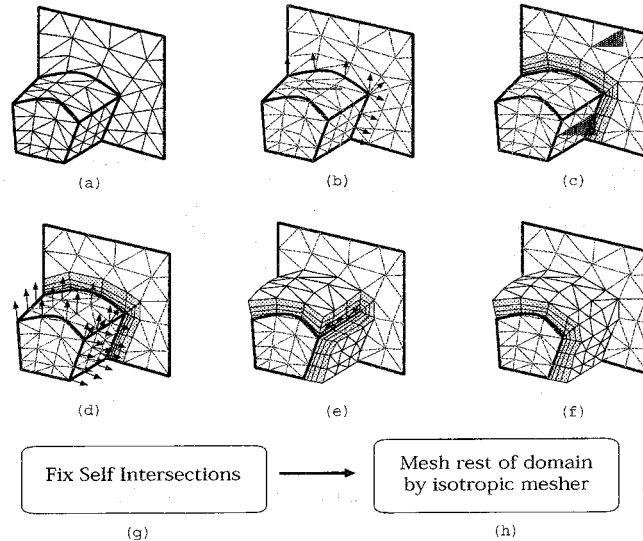 (a)
(b)
(c)
(d)
(e)
(f)
Fix Self Intersections
Mesh rest of domain
by isotropic mesher
(g)
(h)